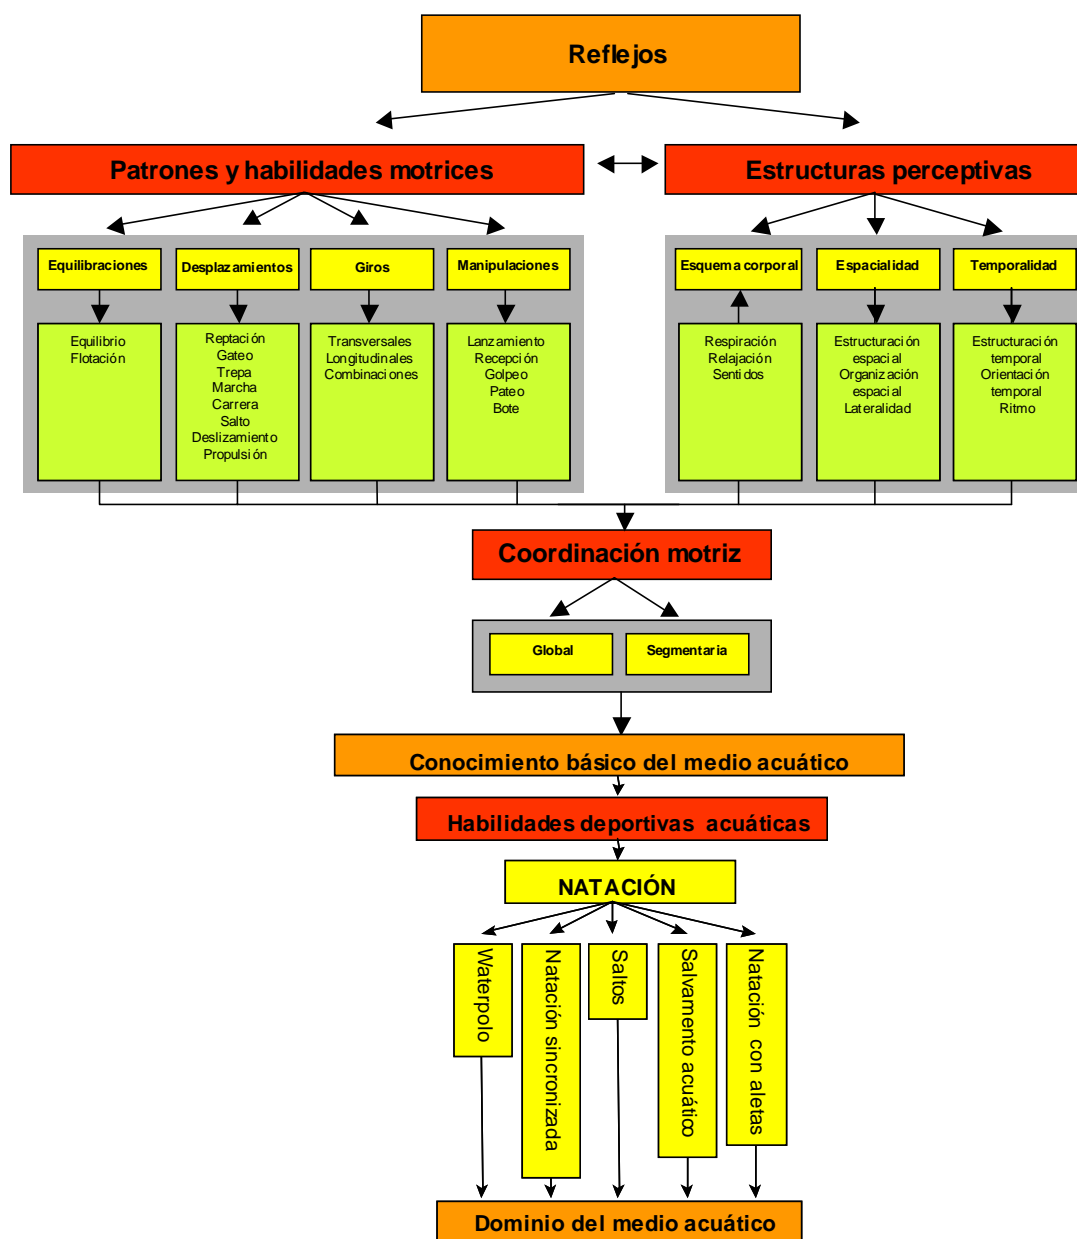 Reflejos
Patrones y habilidades motrices
Estructuras perceptivas
Equilibraciones
Desplazamientos
Giros
Manipulaciones
Esquema corporal
Espacialidad
Temporalidad
Equilibrio
Flotación
Reptación
Gateo
Trepa
Marcha
Carrera
Salto
Deslizamiento
Propulsión
Transversales
Longitudinales
Combinaciones
Lanzamiento
Recepción
Golpeo
Pateo
Bote
Respiración
Relajación
Sentidos
Estructuración
espacial
Organización
espacial
Lateralidad
Estructuración
temporal
Orientación
temporal
Ritmo
Coordinación motriz
Global
Segmentaria
Conocimiento básico del medio acuático
Habilidades deportivas acuáticas
NATACIÓN
Waterpolo
Natación sincronizada
Saltos
Salvamento acuático
Natación con aletas
Dominio del medio acuático